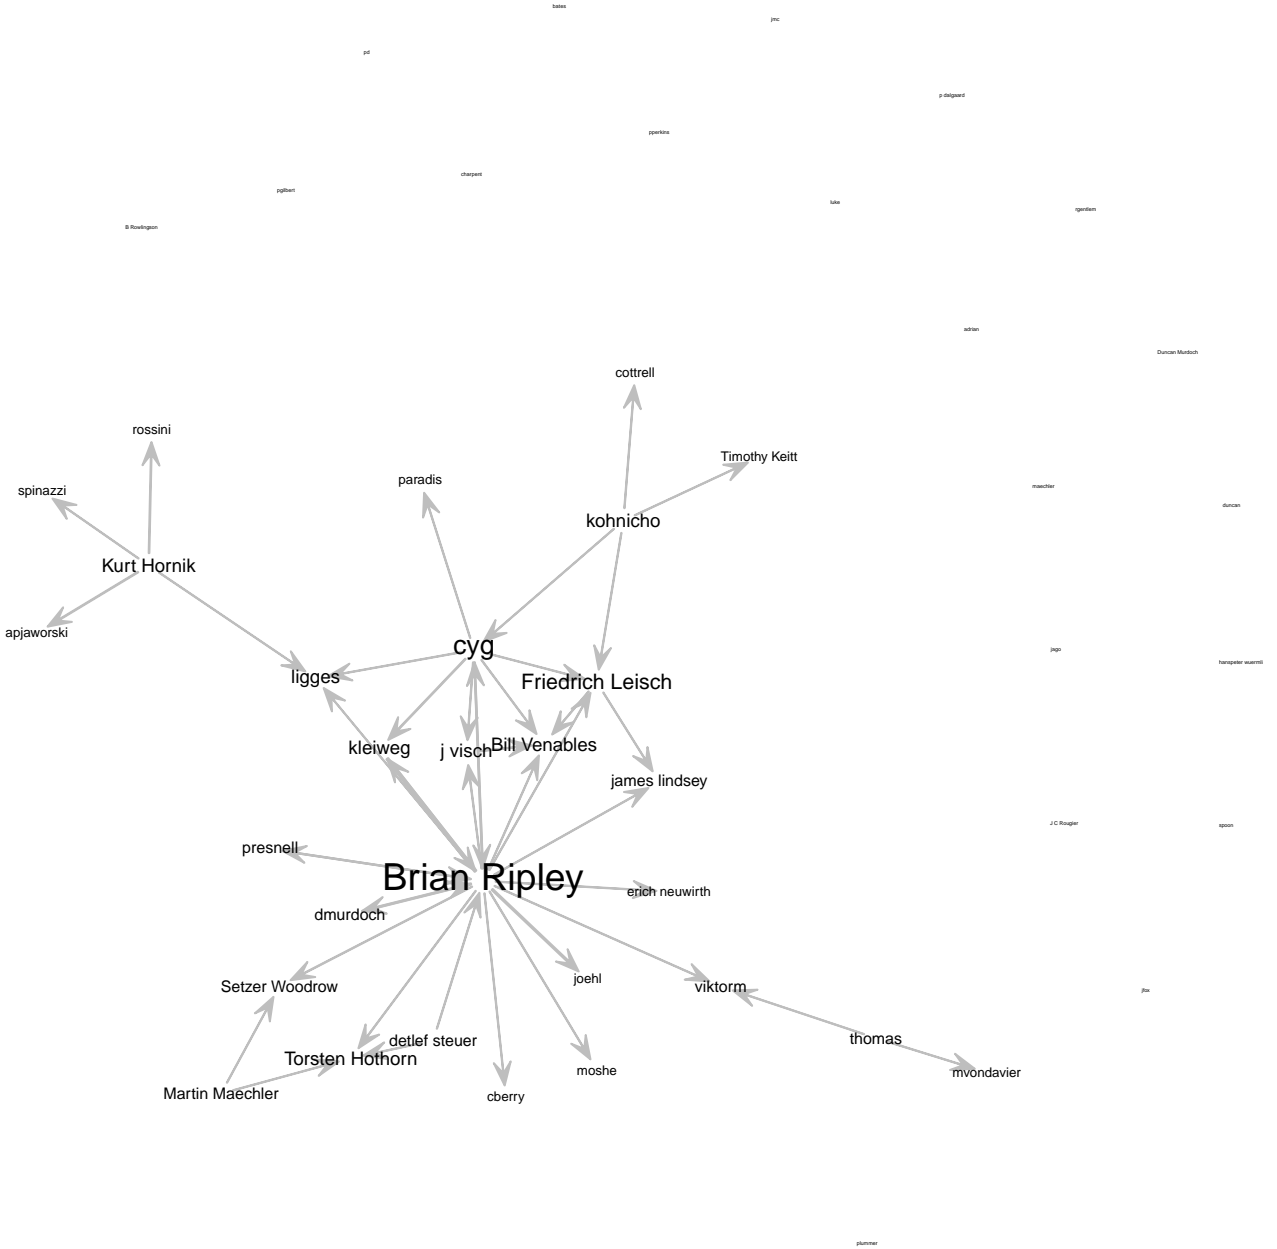 bates
jmc
pd
p dalgaard
pperkins
charpent
pgilbert
luke
rgentlem
B Rowlingson
adrian
Duncan Murdoch
cottrell
rossini
Timothy Keitt
paradis
maechler
spinazzi
duncan
kohnicho
Kurt Hornik
apjaworski
cyg
jago
hanspeter wuermli
ligges
Friedrich Leisch
kleiweg
j visch
Bill Venables
james lindsey
J C Rougier
spoon
presnell
Brian Ripley
erich neuwirth
dmurdoch
joehl
Setzer Woodrow
viktorm
jfox
detlef steuer
thomas
Torsten Hothorn
moshe
mvondavier
Martin Maechler
cberry
plummer